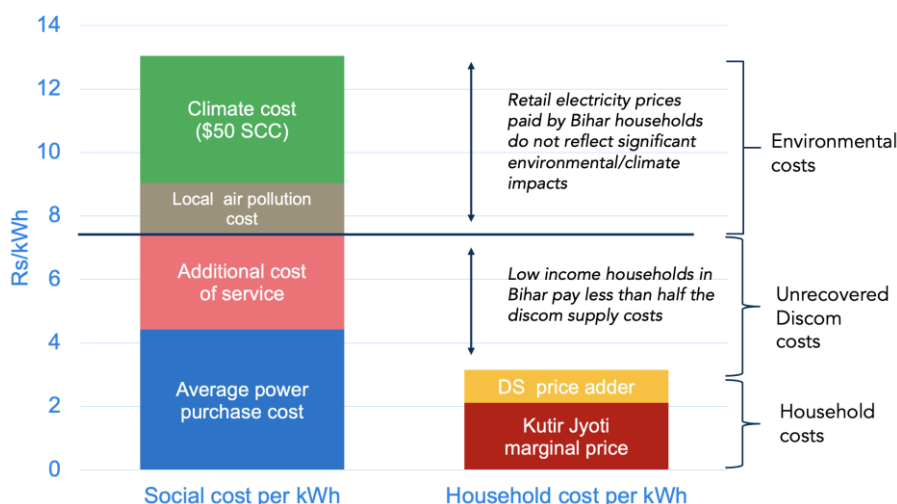 14
12
10
8
6
4
2
0
Rs/kWh
Climate cost
($50 SCC)
Local air pollution
cost
Additional cost
of service
Average power
purchase cost
Social cost per kWh
Retail electricity prices
paid by Bihar households
do not reflect significant
environmental/climate
impacts
Low income households in
Bihar pay less than half the
discom supply costs
DS price adder
Kutir Jyoti
marginal price
Household cost per kWh
Environmental
costs
Unrecovered
Discom
costs
Household
costs